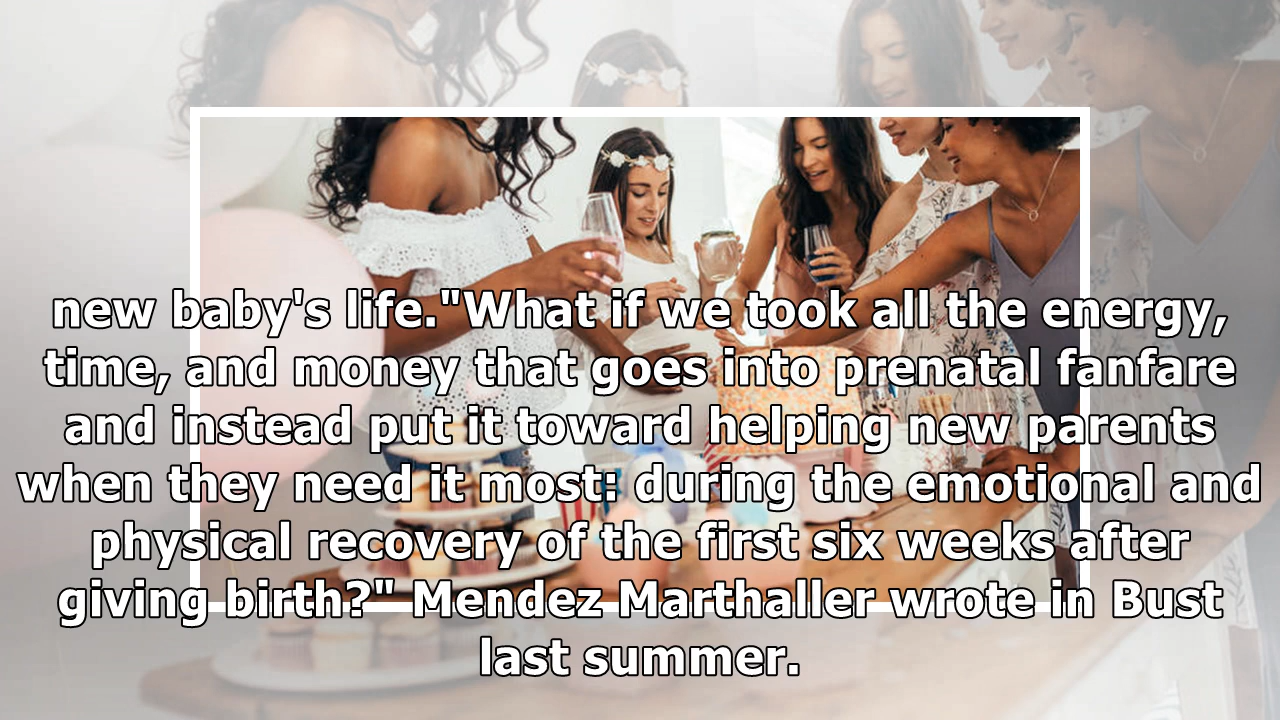 new baby's life."What if we took all the energy,
time, and money that goes into prenatal fanfare
and instead put it toward helping new parents
when they need it most: during the emotional and
physical recovery of the first six weeks after
giving birth?" Mendez Marthaller wrote in Bust
last summer.